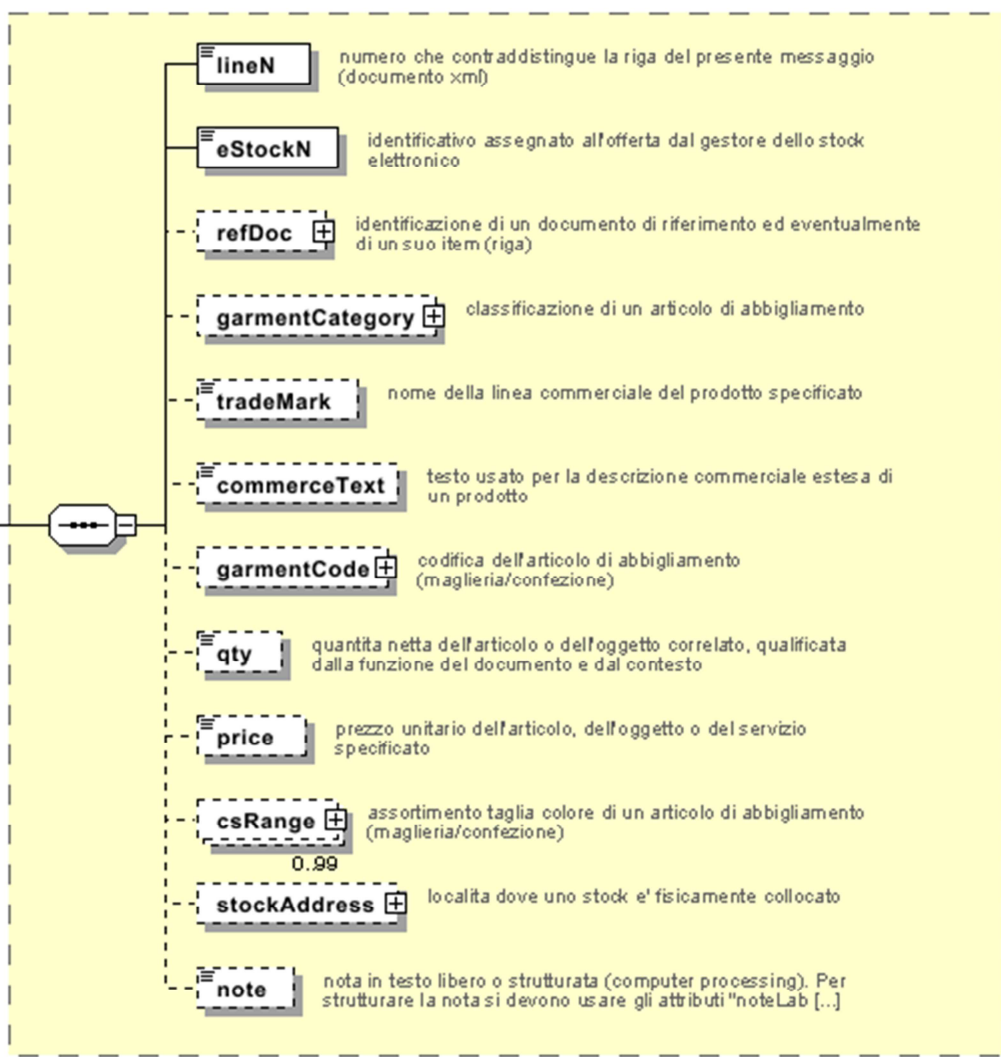 lineN
numero che contraddistingue la riga del presente messaggio
(documento xml)
eStockN
identificativo assegnato all'offerta dal gestore dello stock
elettronico
refDoc
identificazione di un documento di riferimento ed eventualmente
di un suo item (riga)
garmentCategory
classificazione di un articolo di abbigliamento
tradeMark
nome della linea commerciale del prodotto specificato
commerceText
testo usato per la descrizione commerciale estesa di
un prodotto
garmentCode
codifica dell'articolo di abbigliamento
(maglieria/confezione)
qty
quantita netta dell'articolo o dell'oggetto correlato, qualificata
dalla funzione del documento e dal contesto
price
prezzo unitario dell'articolo, dell'oggetto o del servizio
specificato
csRange
assortimento taglia colore di un articolo di abbigliamento
(maglieria/confezione)
0..99
stockAddress
localita dove uno stock e' fisicamente collocato
note
nota in testo libero o strutturata (computer processing). Per
strutturare la nota si devono usare gli attributi "noteLab [...]